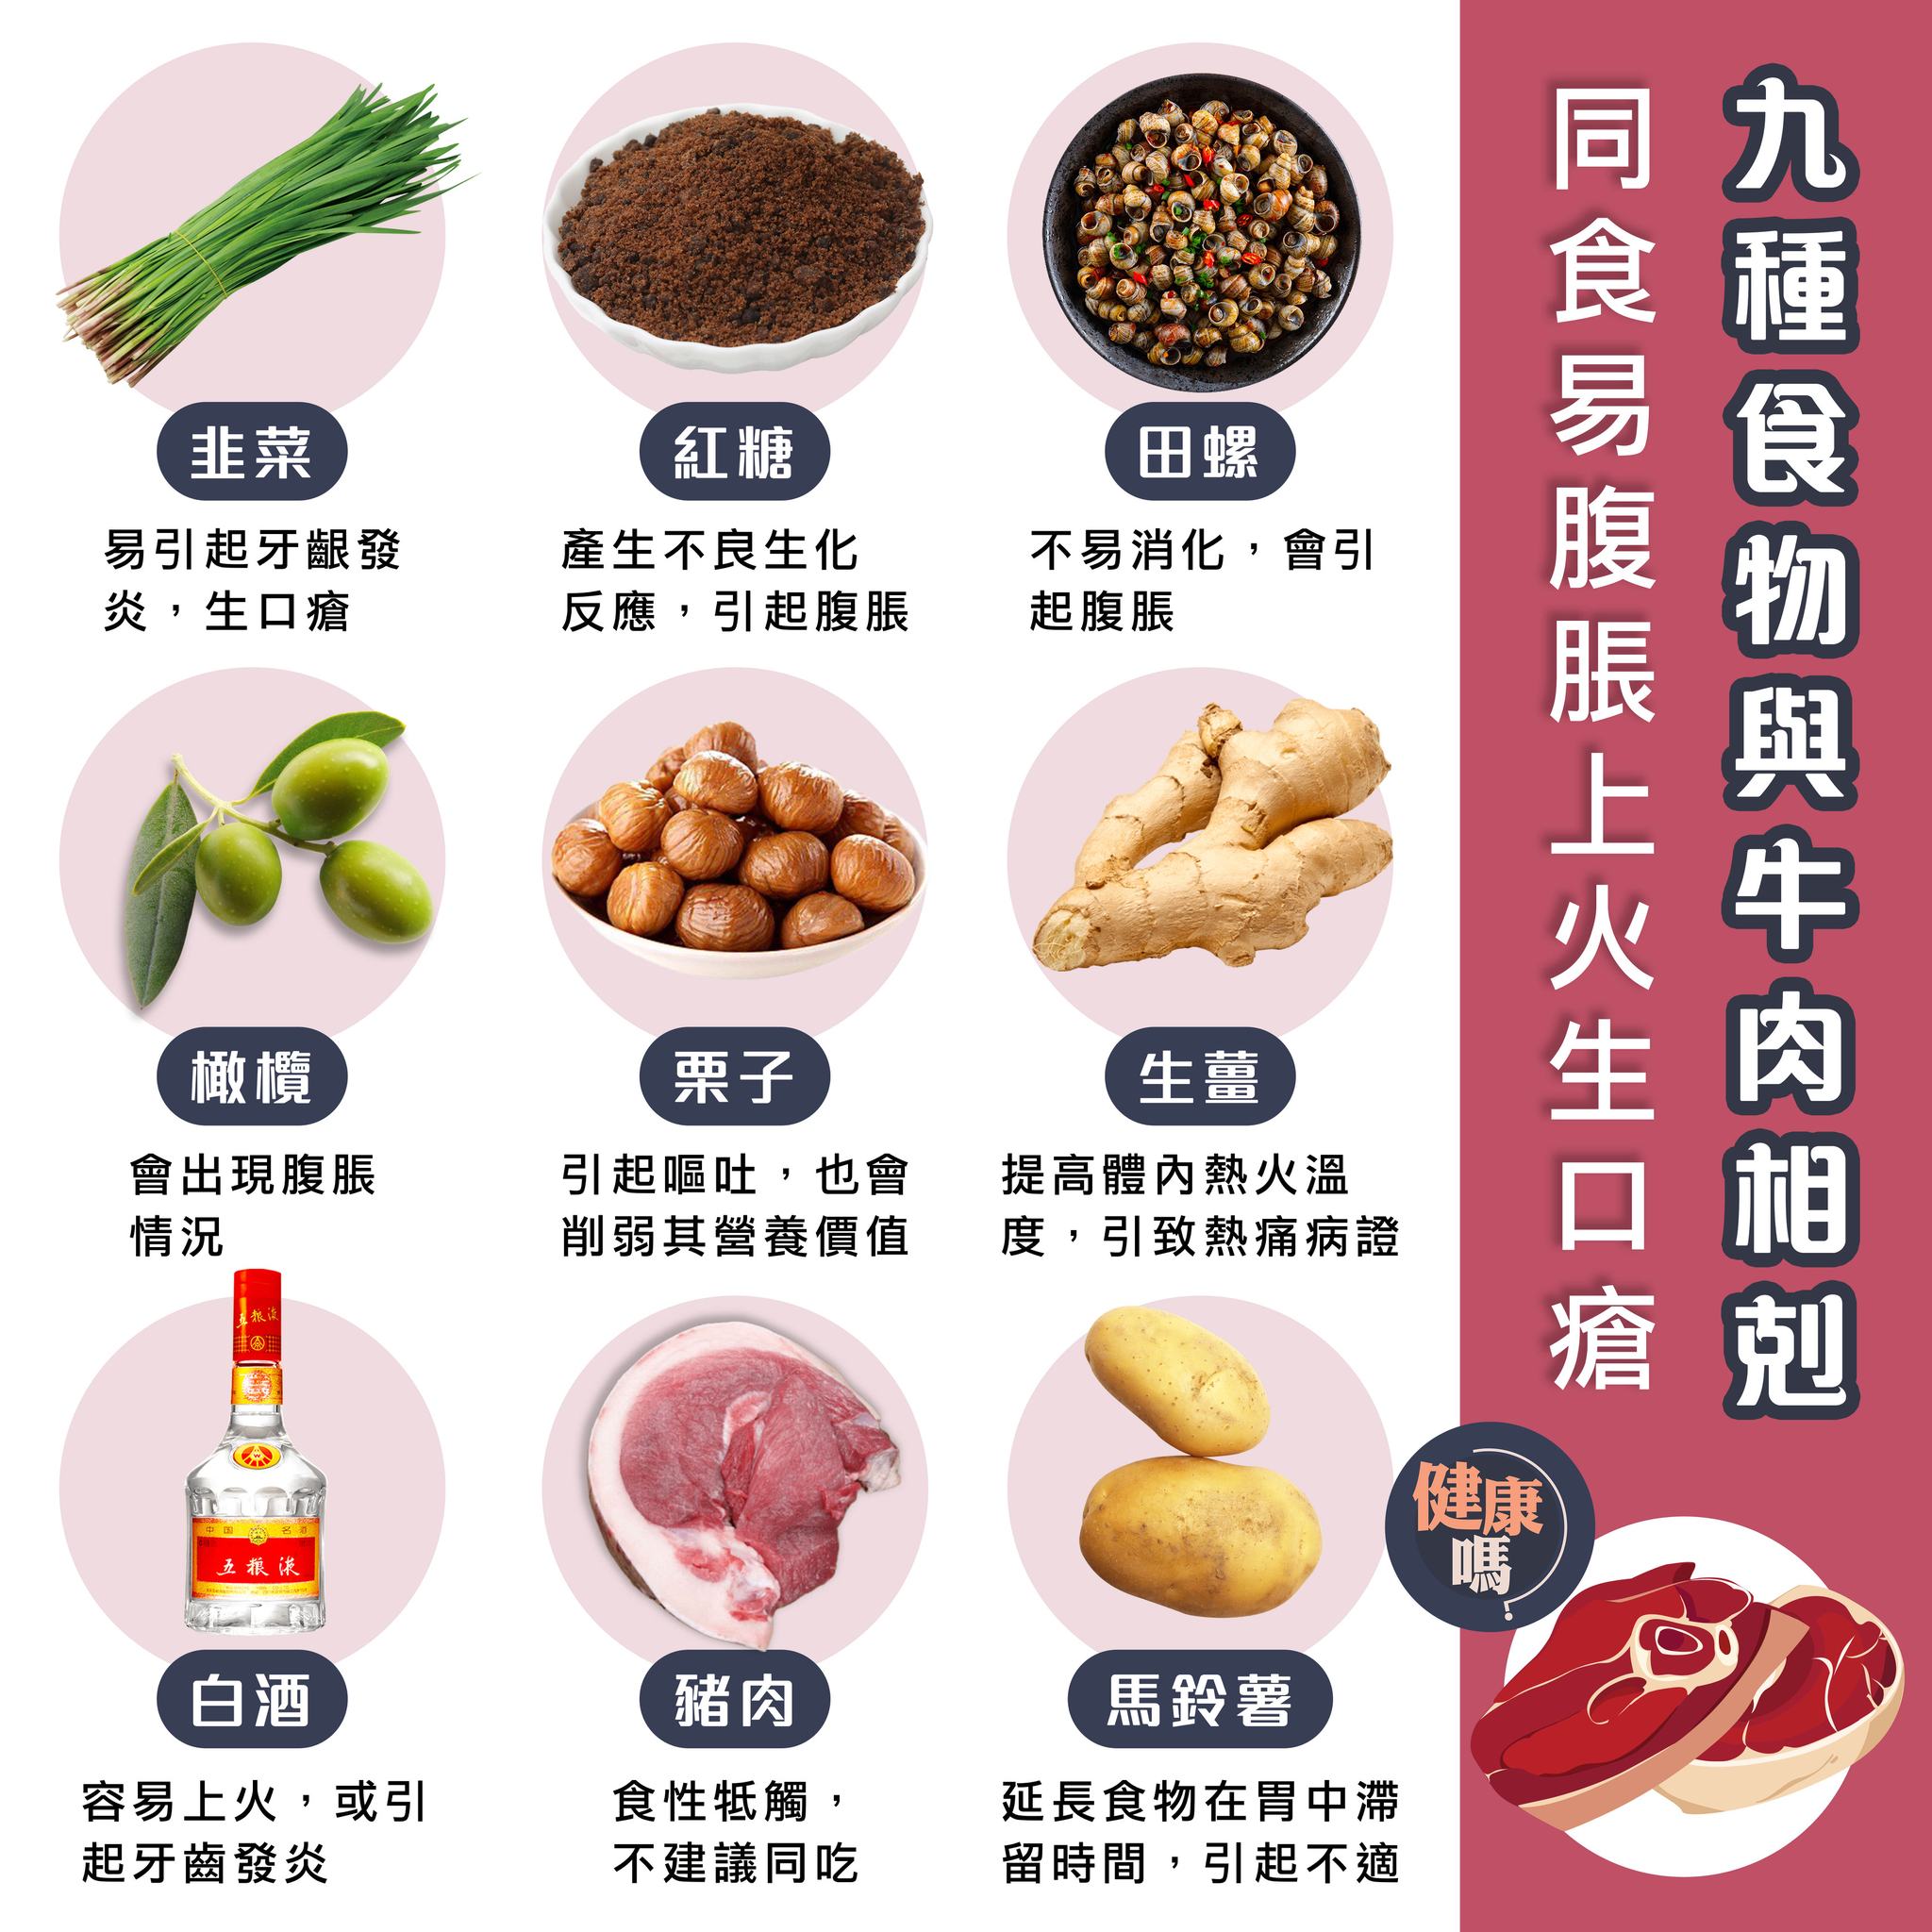 九種食物與牛肉相剋
同食易腹脹上火生口瘡
韭菜
易引起牙齦發
炎，生口瘡
紅糖
產生不良生化
反應，引起腹脹
田螺
不易消化，會引
起腹脹
橄欖
會出現腹脹
情況
栗子
引起嘔吐，也會
削弱其營養價值
生薑
提高體內熱火溫
度，引致熱痛病證
五粮液
中国名酒
五粮液
白酒
容易上火，或引
起牙齒發炎
豬肉
食性牴觸，
不建議同吃
馬鈴薯
延長食物在胃中滯
留時間，引起不適
健康
嗎?